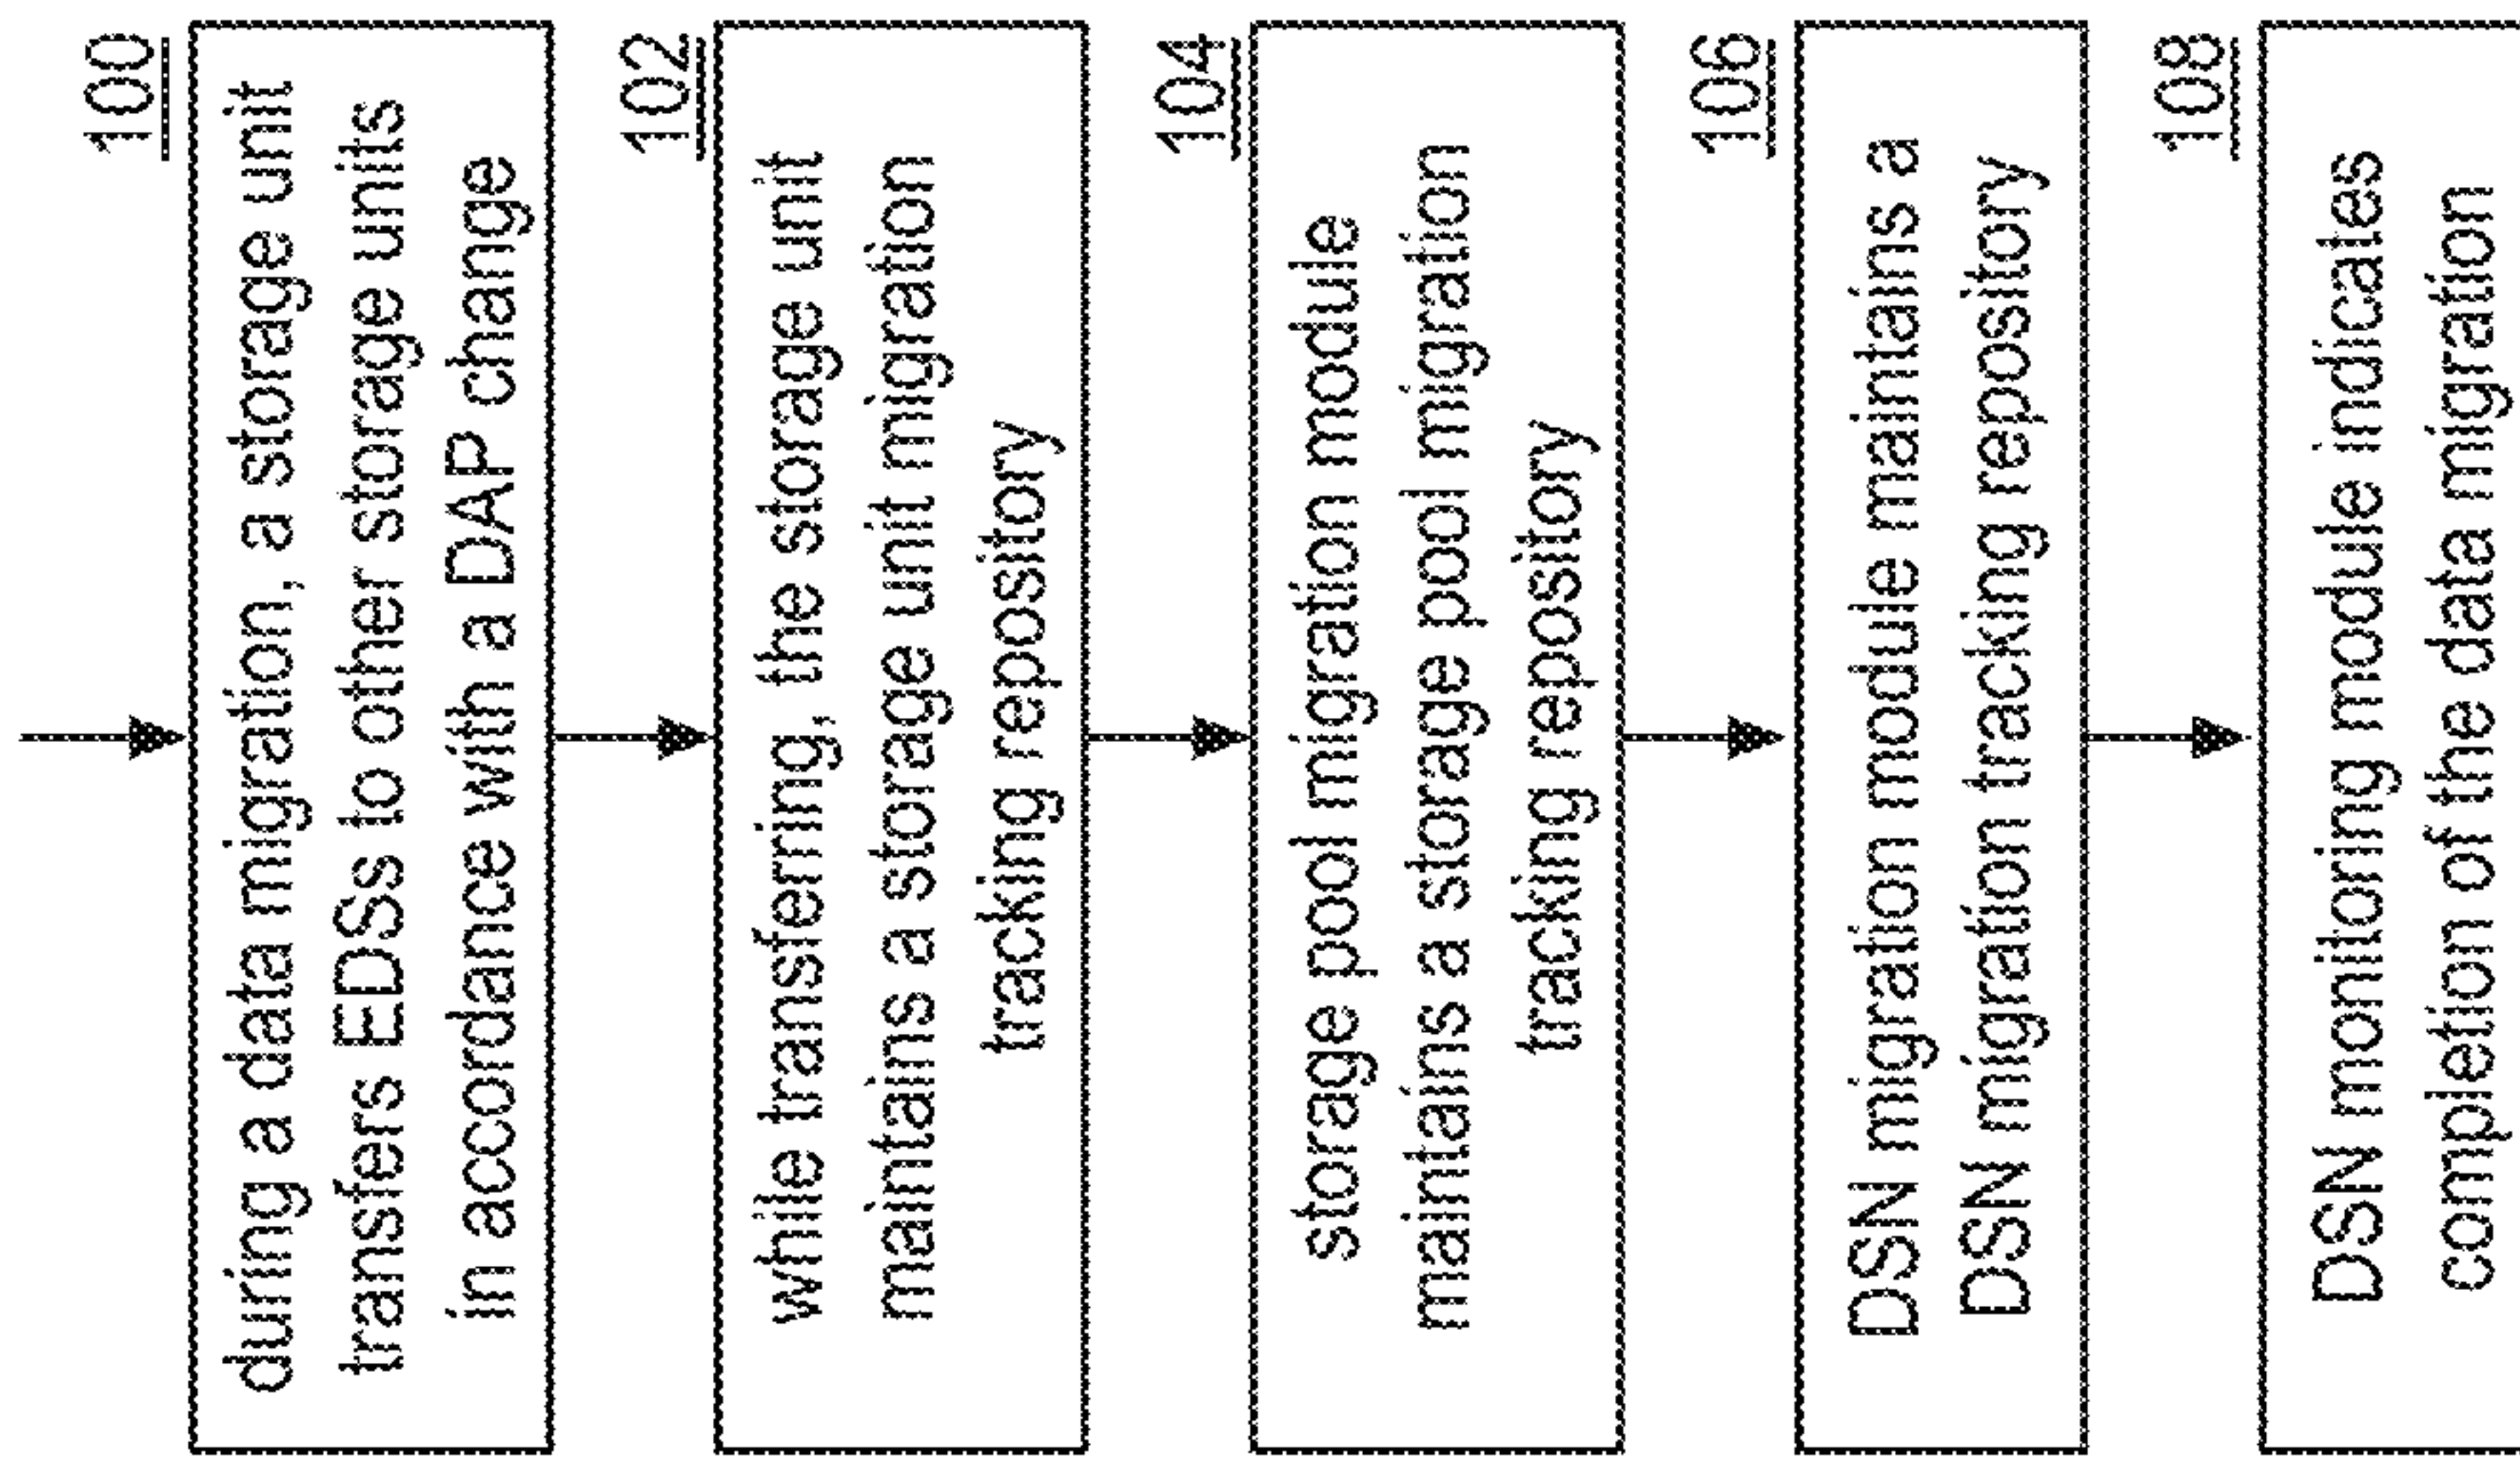 100
during a data migration, a storage unit
transfers EDSs to other storage units
in accordance with a DAP change
102
while transferring, the storage unit
maintains a storage unit migration
tracking repository
104
storage pool migration module
maintains a storage pool migration
tracking repository
106
DSN migration module maintains a
DSN migration tracking repository
108
DSN monitoring module indicates
completion of the data migration